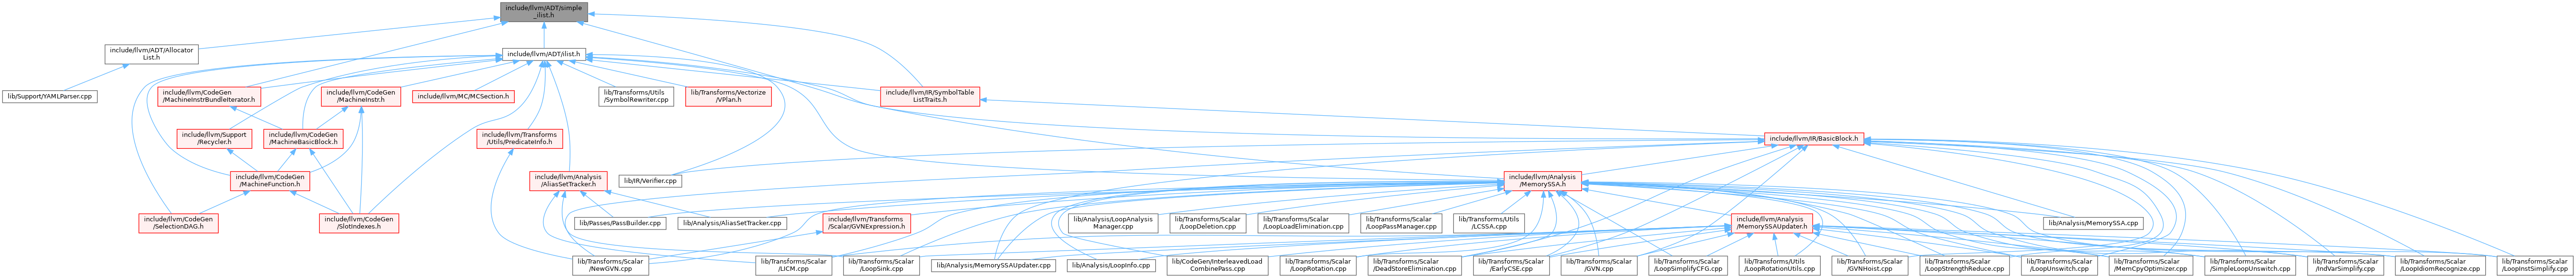 include/llvm/ADT/simple
_ilist.h
include/llvm/ADT/Allocator
List.h
include/llvm/ADT/ilist.h
lib/Support/YAMLParser.cpp
include/llvm/CodeGen
/MachineInstrBundleIterator.h
include/llvm/CodeGen
/MachineInstr.h
include/llvm/MC/MCSection.h
lib/Transforms/Utils
/SymbolRewriter.cpp
lib/Transforms/Vectorize
/VPlan.h
include/llvm/IR/SymbolTable
ListTraits.h
include/llvm/Support
/Recycler.h
include/llvm/CodeGen
/MachineBasicBlock.h
include/llvm/Transforms
/Utils/PredicateInfo.h
include/llvm/IR/BasicBlock.h
include/llvm/CodeGen
/MachineFunction.h
include/llvm/Analysis
/AliasSetTracker.h
lib/IR/Verifier.cpp
include/llvm/Analysis
/MemorySSA.h
include/llvm/CodeGen
/SelectionDAG.h
include/llvm/CodeGen
/SlotIndexes.h
lib/Passes/PassBuilder.cpp
lib/Analysis/AliasSetTracker.cpp
include/llvm/Transforms
/Scalar/GVNExpression.h
lib/Analysis/LoopAnalysis
Manager.cpp
lib/Transforms/Scalar
/LoopDeletion.cpp
lib/Transforms/Scalar
/LoopLoadElimination.cpp
lib/Transforms/Scalar
/LoopPassManager.cpp
lib/Transforms/Utils
/LCSSA.cpp
include/llvm/Analysis
/MemorySSAUpdater.h
lib/Analysis/MemorySSA.cpp
lib/Transforms/Scalar
/NewGVN.cpp
lib/Transforms/Scalar
/LICM.cpp
lib/Transforms/Scalar
/LoopSink.cpp
lib/Analysis/MemorySSAUpdater.cpp
lib/Analysis/LoopInfo.cpp
lib/CodeGen/InterleavedLoad
CombinePass.cpp
lib/Transforms/Scalar
/LoopRotation.cpp
lib/Transforms/Scalar
/DeadStoreElimination.cpp
lib/Transforms/Scalar
/EarlyCSE.cpp
lib/Transforms/Scalar
/GVN.cpp
lib/Transforms/Scalar
/LoopSimplifyCFG.cpp
lib/Transforms/Utils
/LoopRotationUtils.cpp
lib/Transforms/Scalar
/GVNHoist.cpp
lib/Transforms/Scalar
/LoopStrengthReduce.cpp
lib/Transforms/Scalar
/LoopUnswitch.cpp
lib/Transforms/Scalar
/MemCpyOptimizer.cpp
lib/Transforms/Scalar
/SimpleLoopUnswitch.cpp
lib/Transforms/Scalar
/IndVarSimplify.cpp
lib/Transforms/Scalar
/LoopIdiomRecognize.cpp
lib/Transforms/Scalar
/LoopInstSimplify.cpp